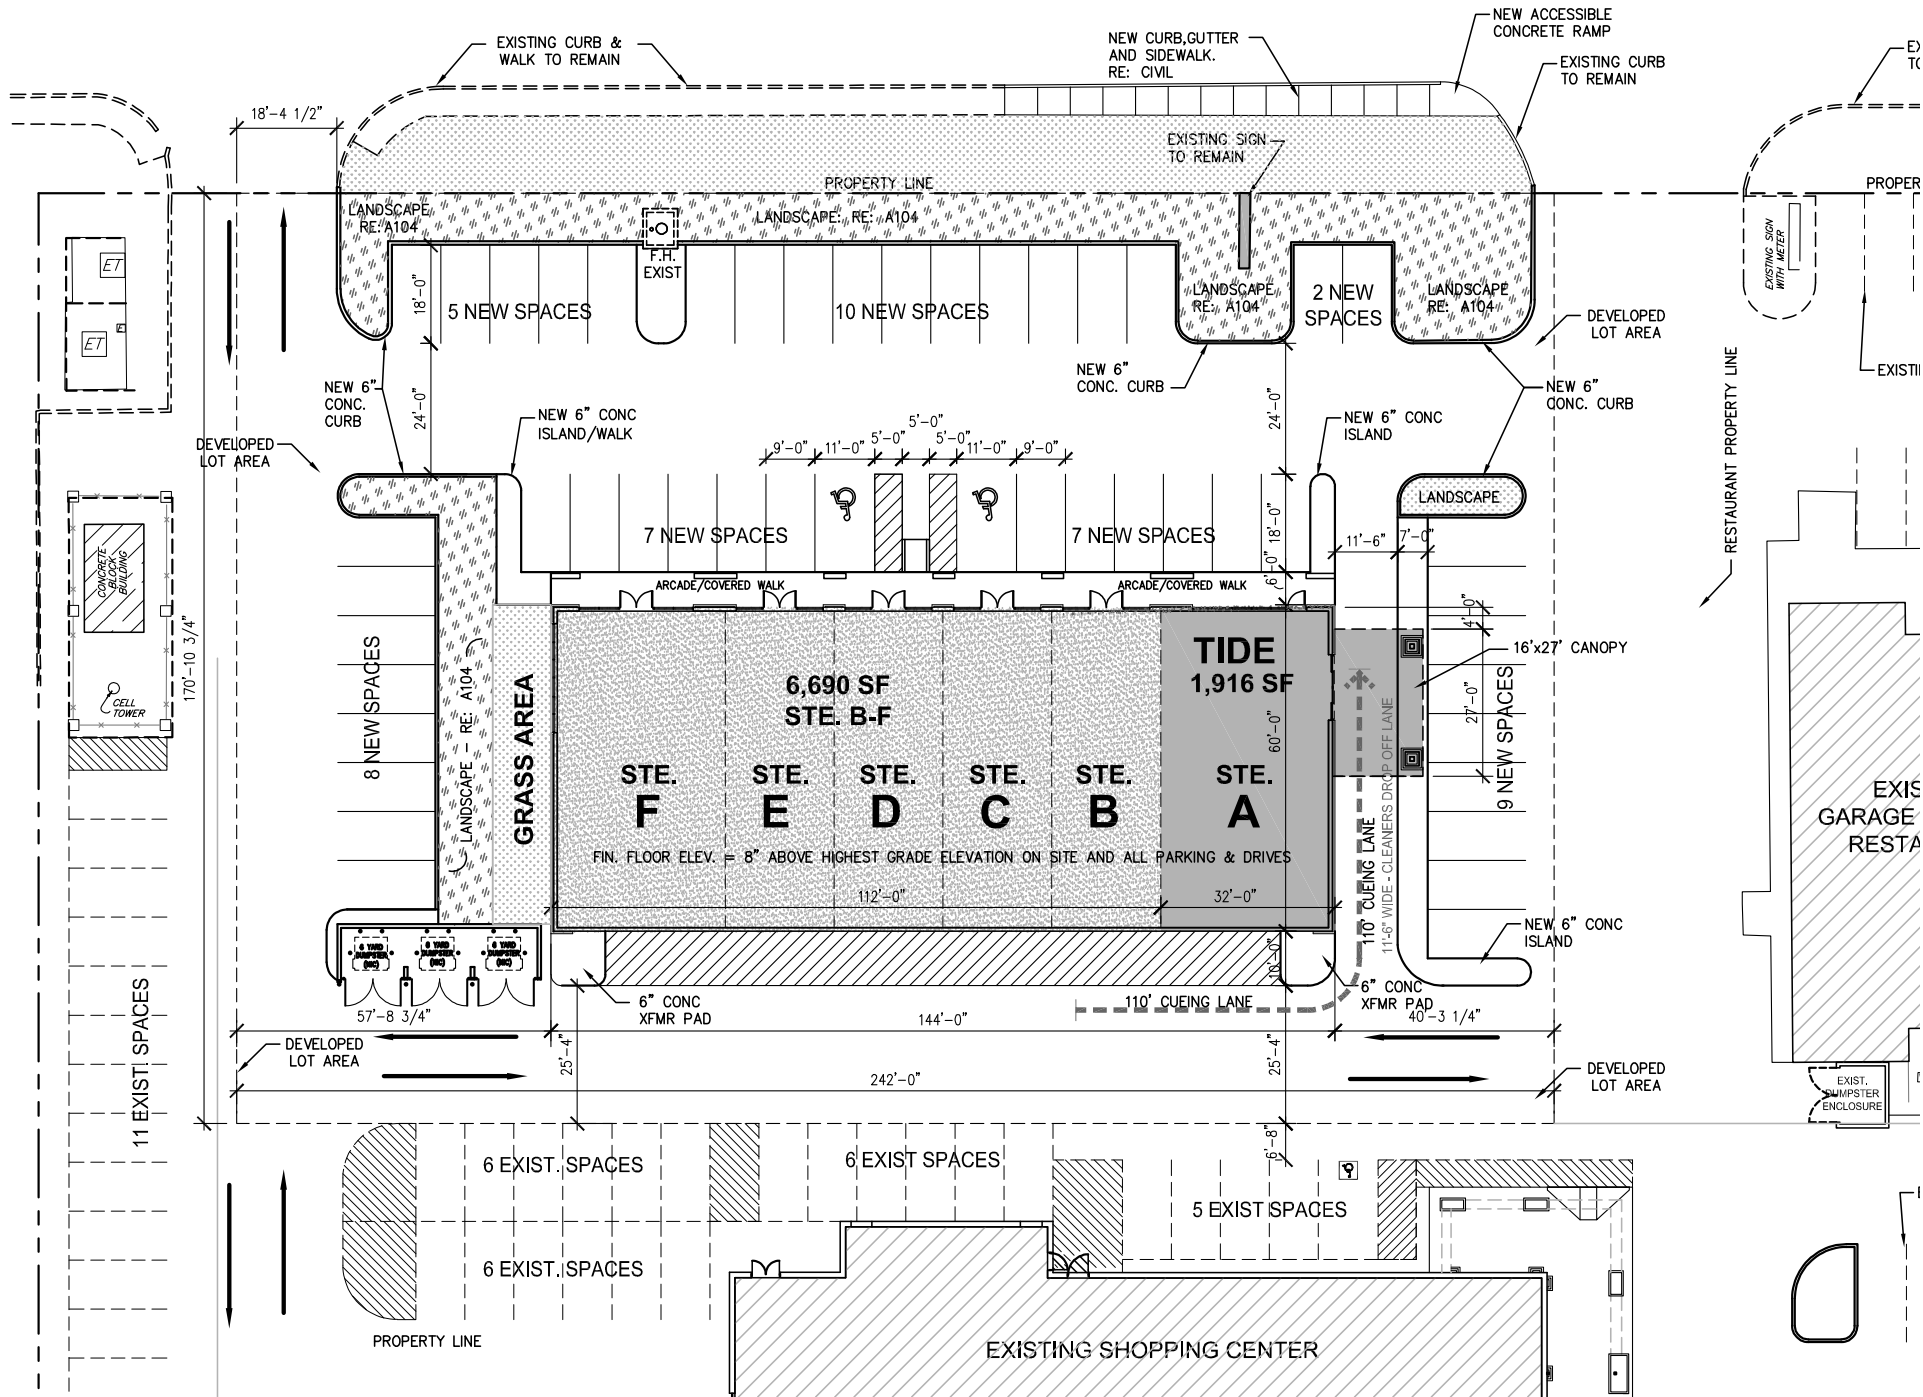 NEW ACCESSIBLE
CONCRETE RAMP
EXISTING CURB &
WALK TO REMAIN
NEW CURB,GUTTER
AND SIDEWALK.
RE: CIVIL
EXISTING CURB
TO REMAIN
18'-4 1/2"
EXISTING SIGN
TO REMAIN
PROPERTY LINE
LANDSCAPE
RE: A104
LANDSCAPE: RE: A104
F.H.
EXIST
ET
ET
E
18'-0"
5 NEW SPACES
10 NEW SPACES
LANDSCAPE
RE: A104
2 NEW
SPACES
LANDSCAPE
RE: A104
EXISTING SIGN
WITH METER
DEVELOPED
LOT AREA
NEW 6"
CONC.
CURB
24'-0"
NEW 6"
CONC. CURB
24'-0"
NEW 6"
CONC. CURB
RESTAURANT PROPERTY LINE
DEVELOPED
LOT AREA
NEW 6" CONC
ISLAND/WALK
9'-0"
11'-0"
5'-0"
5'-0"
5'-0"
11'-0"
9'-0"
NEW 6" CONC
ISLAND
LANDSCAPE
7 NEW SPACES
7 NEW SPACES
18'-0"
11'-6"
7'-0"
CONCRETE
BLOCK
BUILDING
ARCADE/COVERED WALK
ARCADE/COVERED WALK
6'-0"
4'-0"
170'-10 3/4"
8 NEW SPACES
LANDSCAPE - RE: A104
GRASS AREA
6,690 SF
STE. B-F
TIDE
1,916 SF
16'x27' CANOPY
27'-0"
9 NEW SPACES
CELL
TOWER
60'-0"
STE.
F
STE.
E
STE.
D
STE.
C
STE.
B
STE.
A
FIN. FLOOR ELEV. = 8" ABOVE HIGHEST GRADE ELEVATION ON SITE AND ALL PARKING & DRIVES
112'-0"
32'-0"
110' CUEING LANE
11'-6" WIDE - CLEANERS DROP OFF LANE
6 YARD
DUMPSTER
(NIC)
6 YARD
DUMPSTER
(NIC)
6 YARD
DUMPSTER
(NIC)
10'-0"
NEW 6" CONC
ISLAND
11 EXIST. SPACES
6" CONC
XFMR PAD
110' CUEING LANE
6" CONC
XFMR PAD
57'-8 3/4"
144'-0"
40'-3 1/4"
DEVELOPED
LOT AREA
25'-4"
25'-4"
242'-0"
DEVELOPED
LOT AREA
EXIST.
DUMPSTER
ENCLOSURE
6 EXIST. SPACES
6 EXIST SPACES
6'-8"
5 EXIST SPACES
6 EXIST. SPACES
PROPERTY LINE
EXISTING SHOPPING CENTER
GARAGE